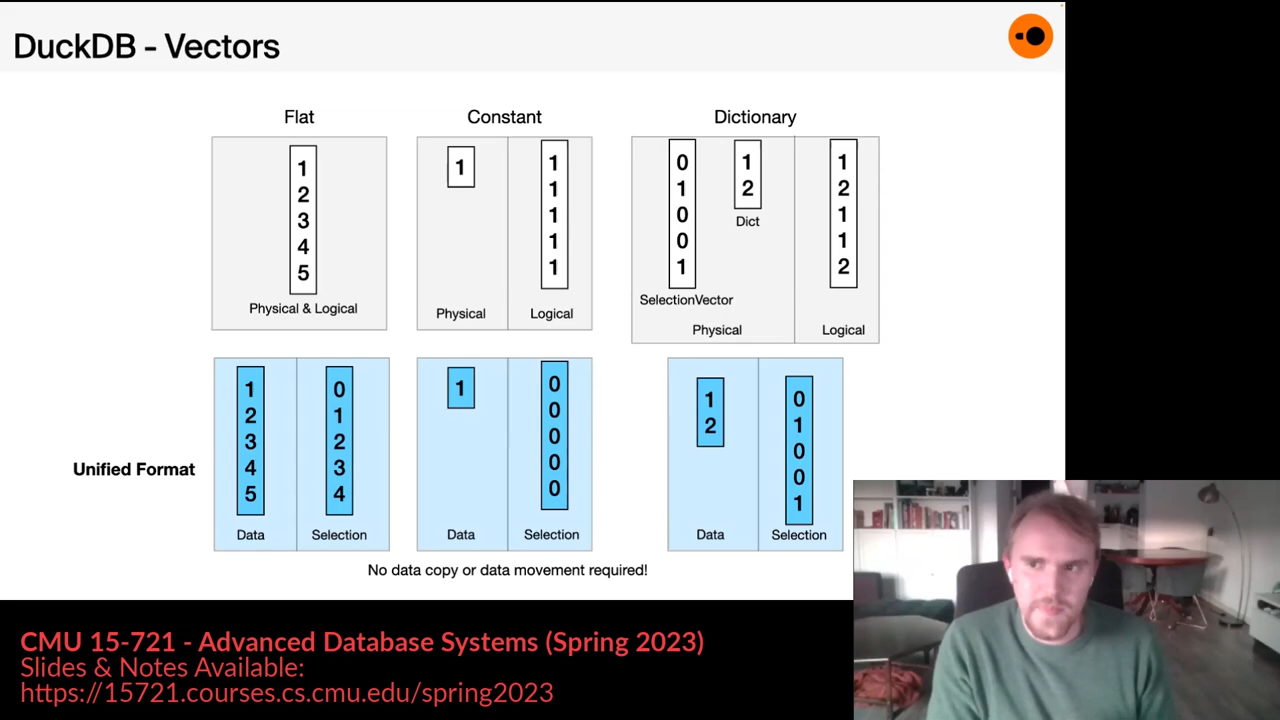 DuckDB - Vectors
Flat
Constant
Dictionary
1
2
3
4
5
Physical & Logical
1
Physical
1
1
1
1
1
Logical
0
1
0
0
1
SelectionVector
1
2
Dict
Physical
1
2
1
1
2
Logical
Unified Format
1
2
3
4
5
Data
0
1
2
3
4
Selection
1
Data
0
0
0
0
0
Selection
1
2
Data
0
1
0
0
1
Selection
No data copy or data movement required!
CMU 15-721 - Advanced Database Systems (Spring 2023)
Slides & Notes Available:
https://15721.courses.cs.cmu.edu/spring2023